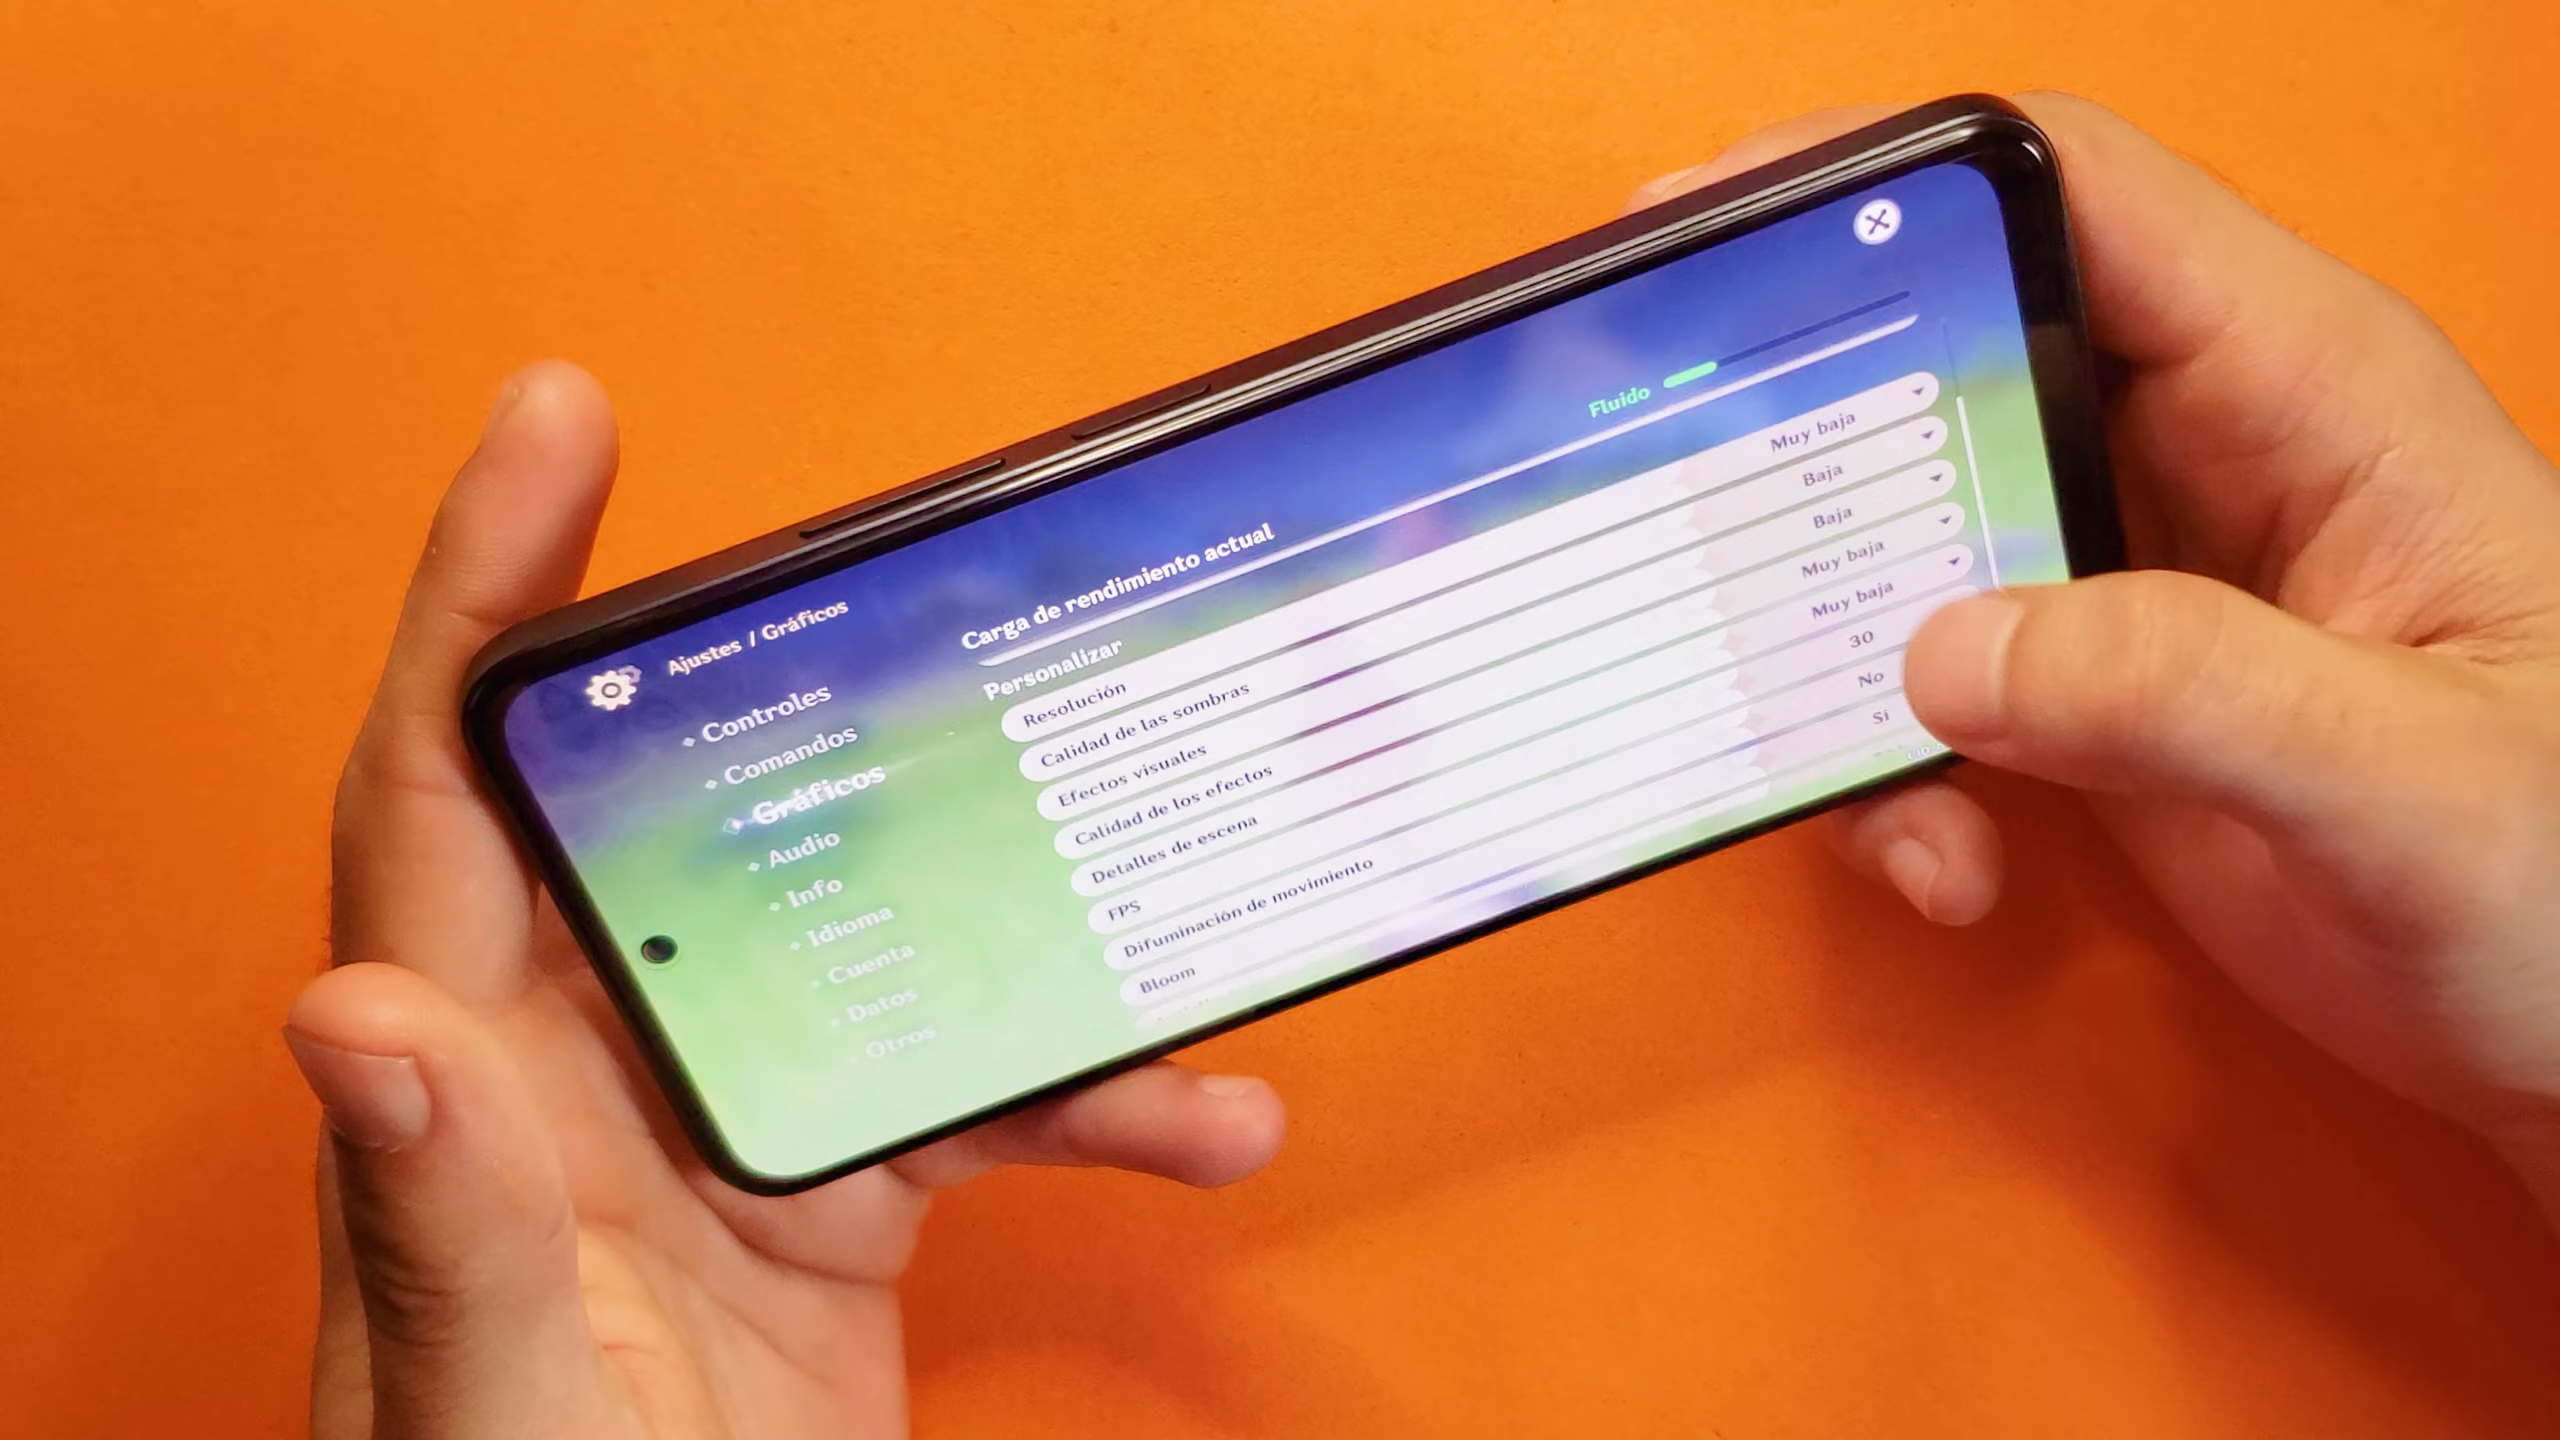 Ajustes / Gráficos
Controles
Comandos
Gráficos
Audio
Info
Idioma
Cuenta
Datos
Otros
Carga de rendimiento actual
Fluido
Personalizar
Resolución Muy baja
Calidad de las sombras Baja
Efectos visuales Baja
Calidad de los efectos Muy baja
Detalles de escena Muy baja
FPS 30
Difuminación de movimiento No
Bloom Sí